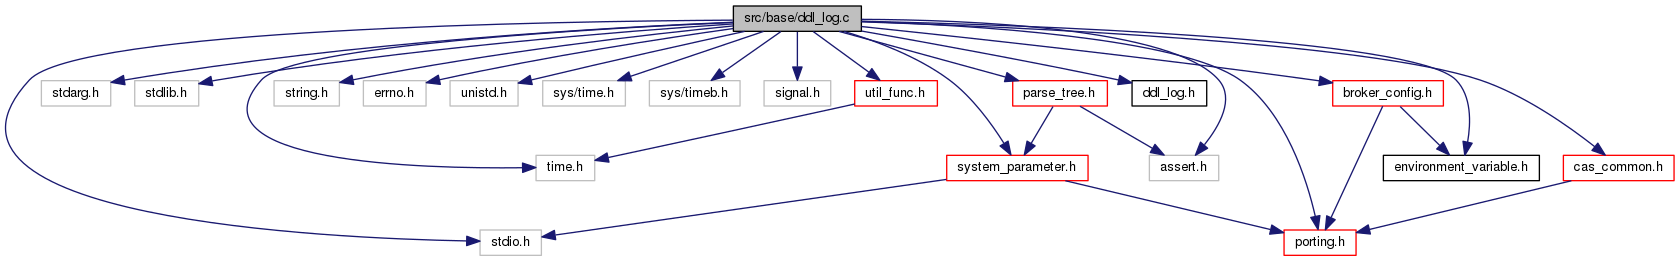 src/base/ddl_log.c
stdarg.h
stdlib.h
string.h
errno.h
unistd.h
sys/time.h
sys/timeb.h
signal.h
util_func.h
parse_tree.h
ddl_log.h
broker_config.h
time.h
system_parameter.h
assert.h
environment_variable.h
cas_common.h
stdio.h
porting.h